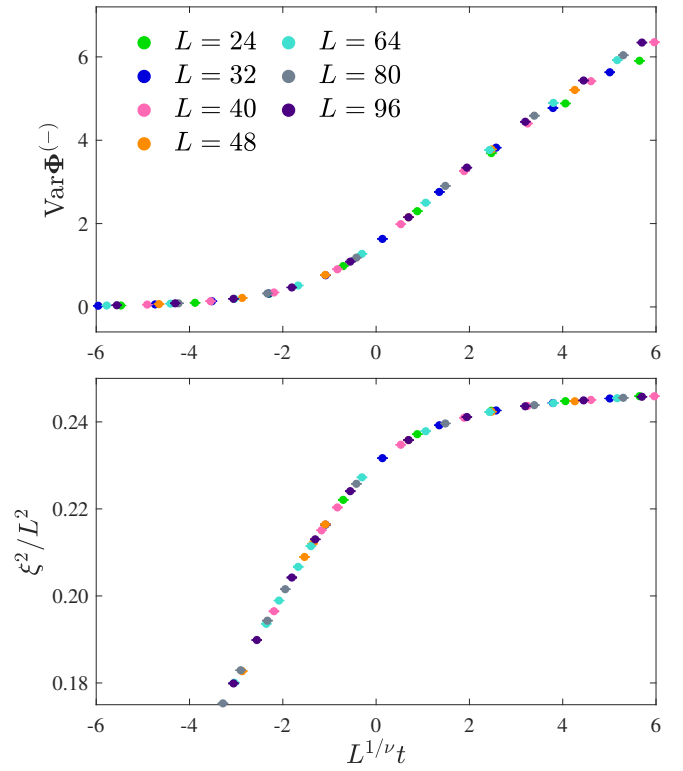 6
4
2
0
VarΦ(−)
L = 24 L = 64
L = 32 L = 80
L = 40 L = 96
L = 48
-6 -4 -2 0 2 4 6
0.24
0.22
0.20
0.18
ξ²/L²
-6 -4 -2 0 2 4 6
L^{1/ν}t